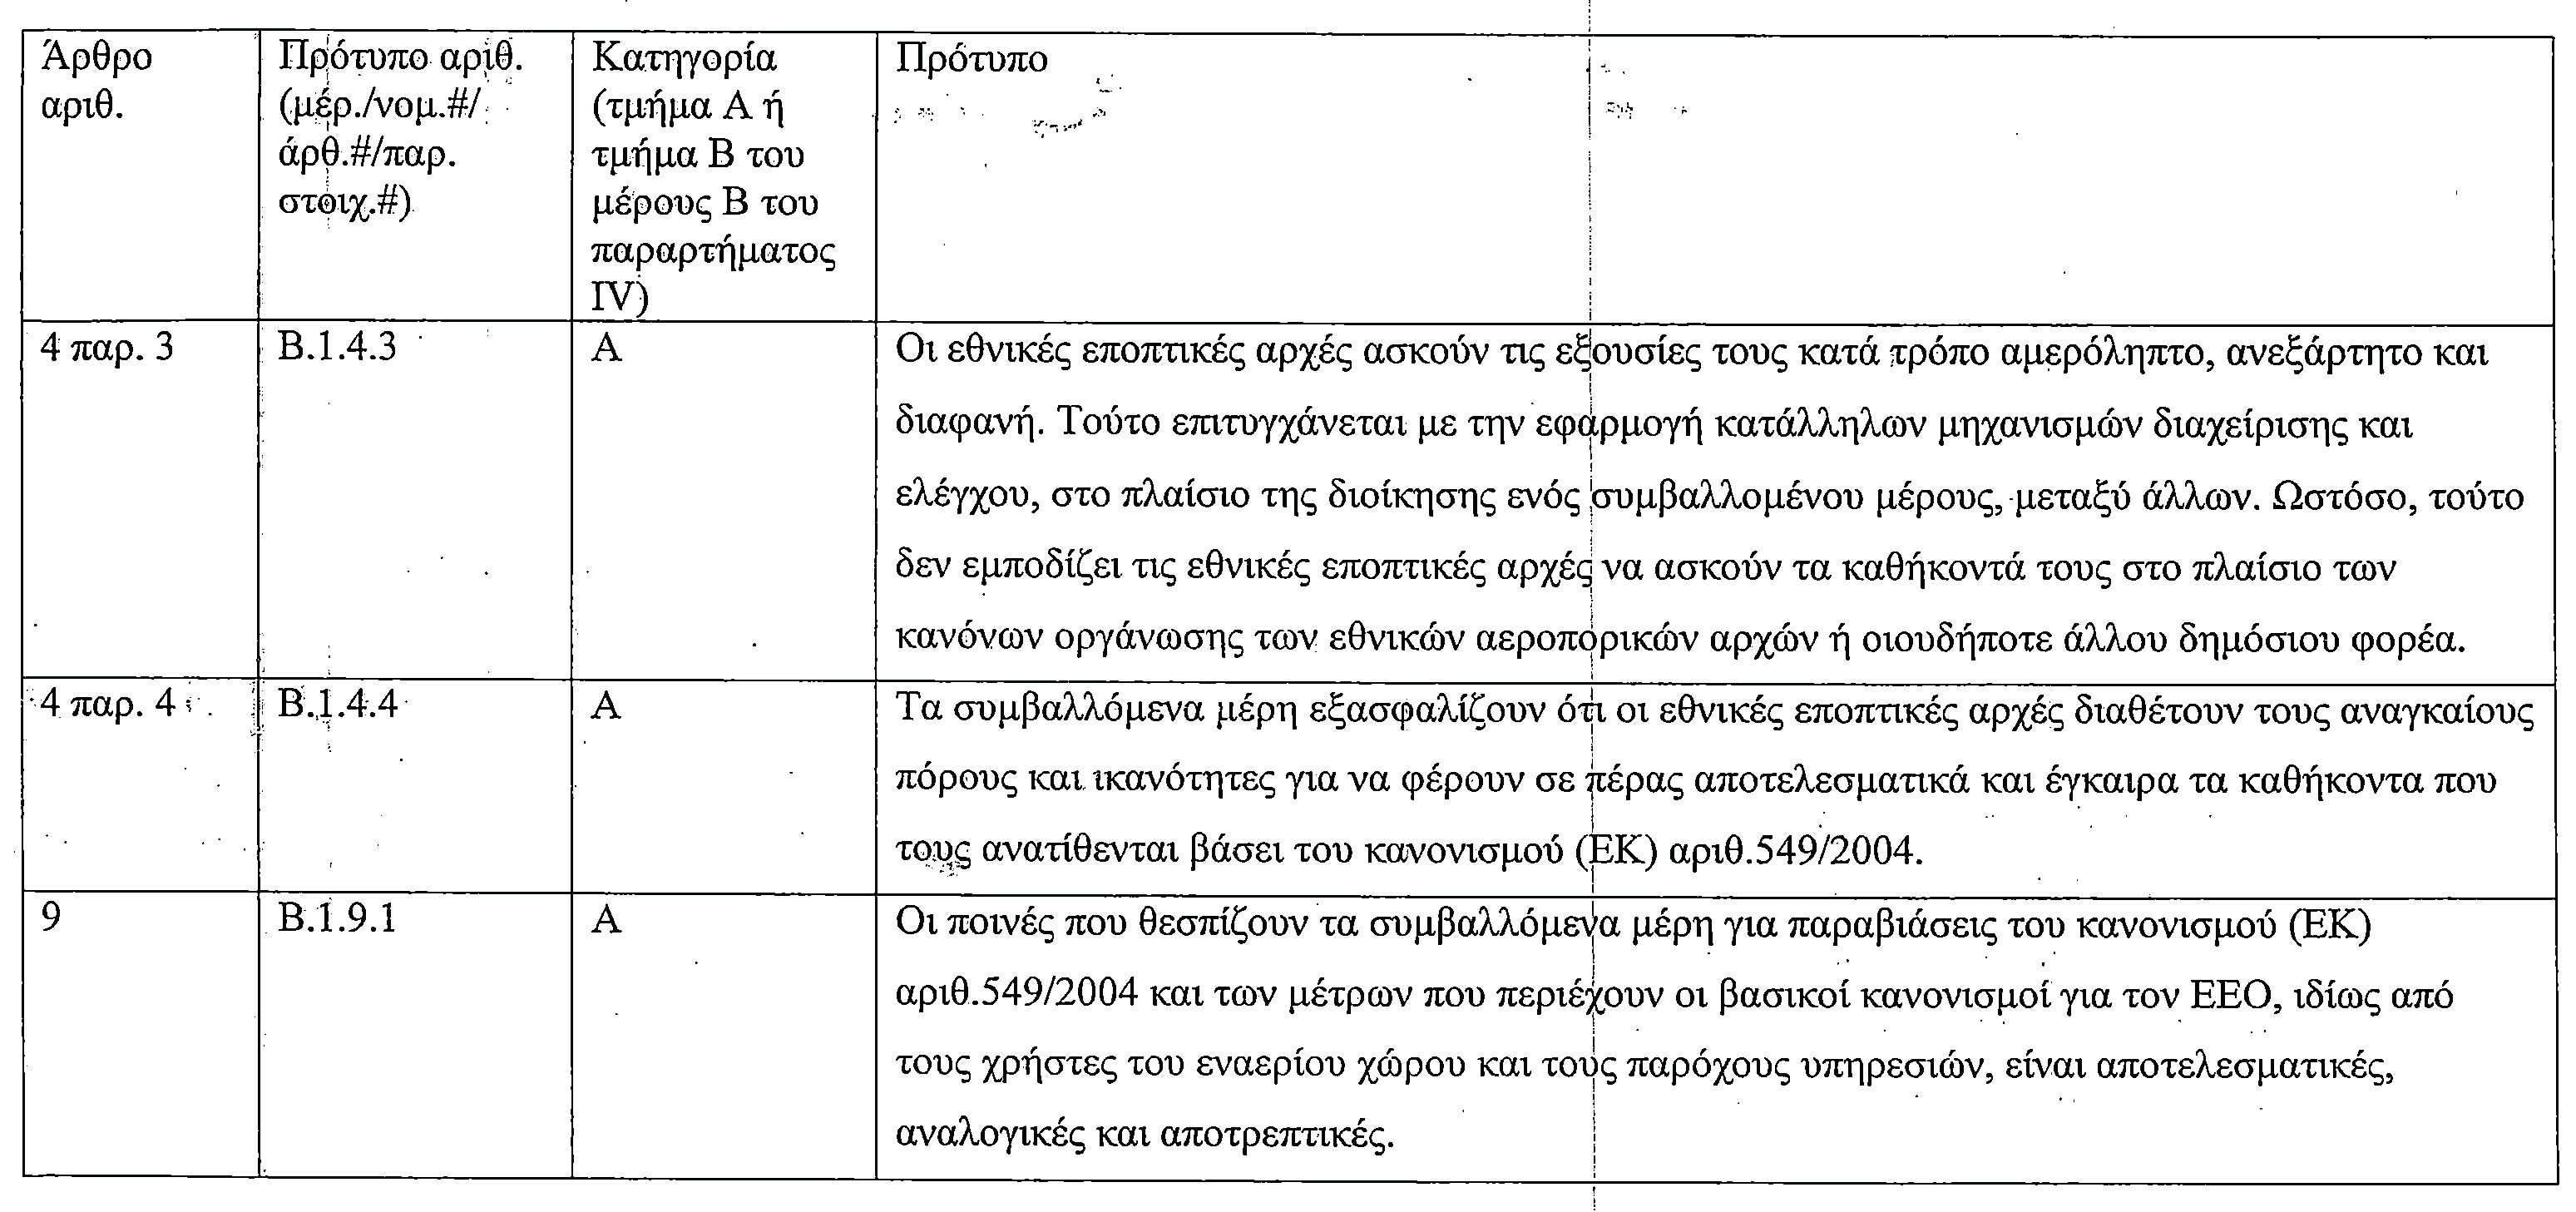 Άρθρο
αριθ.
Πρότυπο αριθ.
(μέρ./νομ.#/
άρθ.#/παρ.
στοιχ.#)
Κατηγορία
(τμήμα Α ή
τμήμα Β του
μέρους Β του
παραρτήματος
IV)
Πρότυπο
4 παρ. 3
Β.1.4.3
Α
Οι εθνικές εποπτικές αρχές ασκούν τις εξουσίες τους κατά τρόπο αμερόληπτο, ανεξάρτητο και
διαφανή. Τούτο επιτυγχάνεται με την εφαρμογή κατάλληλων μηχανισμών διαχείρισης και
ελέγχου, στο πλαίσιο της διοίκησης ενός συμβαλλομένου μέρους, μεταξύ άλλων. Ωστόσο, τούτο
δεν εμποδίζει τις εθνικές εποπτικές αρχές να ασκούν τα καθήκοντά τους στο πλαίσιο των
κανόνων οργάνωσης των εθνικών αεροπορικών αρχών ή οιουδήποτε άλλου δημόσιου φορέα.
4 παρ. 4
Β.1.4.4
Α
Τα συμβαλλόμενα μέρη εξασφαλίζουν ότι οι εθνικές εποπτικές αρχές διαθέτουν τους αναγκαίους
πόρους και ικανότητες για να φέρουν σε πέρας αποτελεσματικά και έγκαιρα τα καθήκοντα που
τους ανατίθενται βάσει του κανονισμού (ΕΚ) αριθ.549/2004.
9
Β.1.9.1
Α
Οι ποινές που θεσπίζουν τα συμβαλλόμενα μέρη για παραβιάσεις του κανονισμού (ΕΚ)
αριθ.549/2004 και των μέτρων που περιέχουν οι βασικοί κανονισμοί για τον ΕΕΟ, ιδίως από
τους χρήστες του εναερίου χώρου και τους παρόχους υπηρεσιών, είναι αποτελεσματικές,
αναλογικές και αποτρεπτικές.